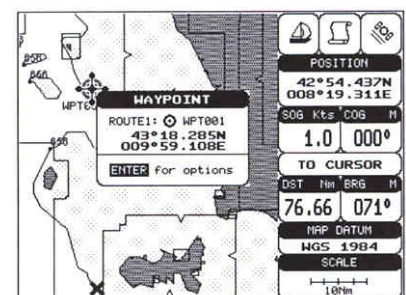 WAYPOINT
ROUTE1: WPT001
43°18.285N
009°59.108E
ENTER for options
POSITION
42°54.437N
008°19.311E
SOG Kts COG M
1.0 000°
TO CURSOR
DST Nm BRG M
76.66 071°
MAP DATUM
WGS 1984
SCALE
10Nm